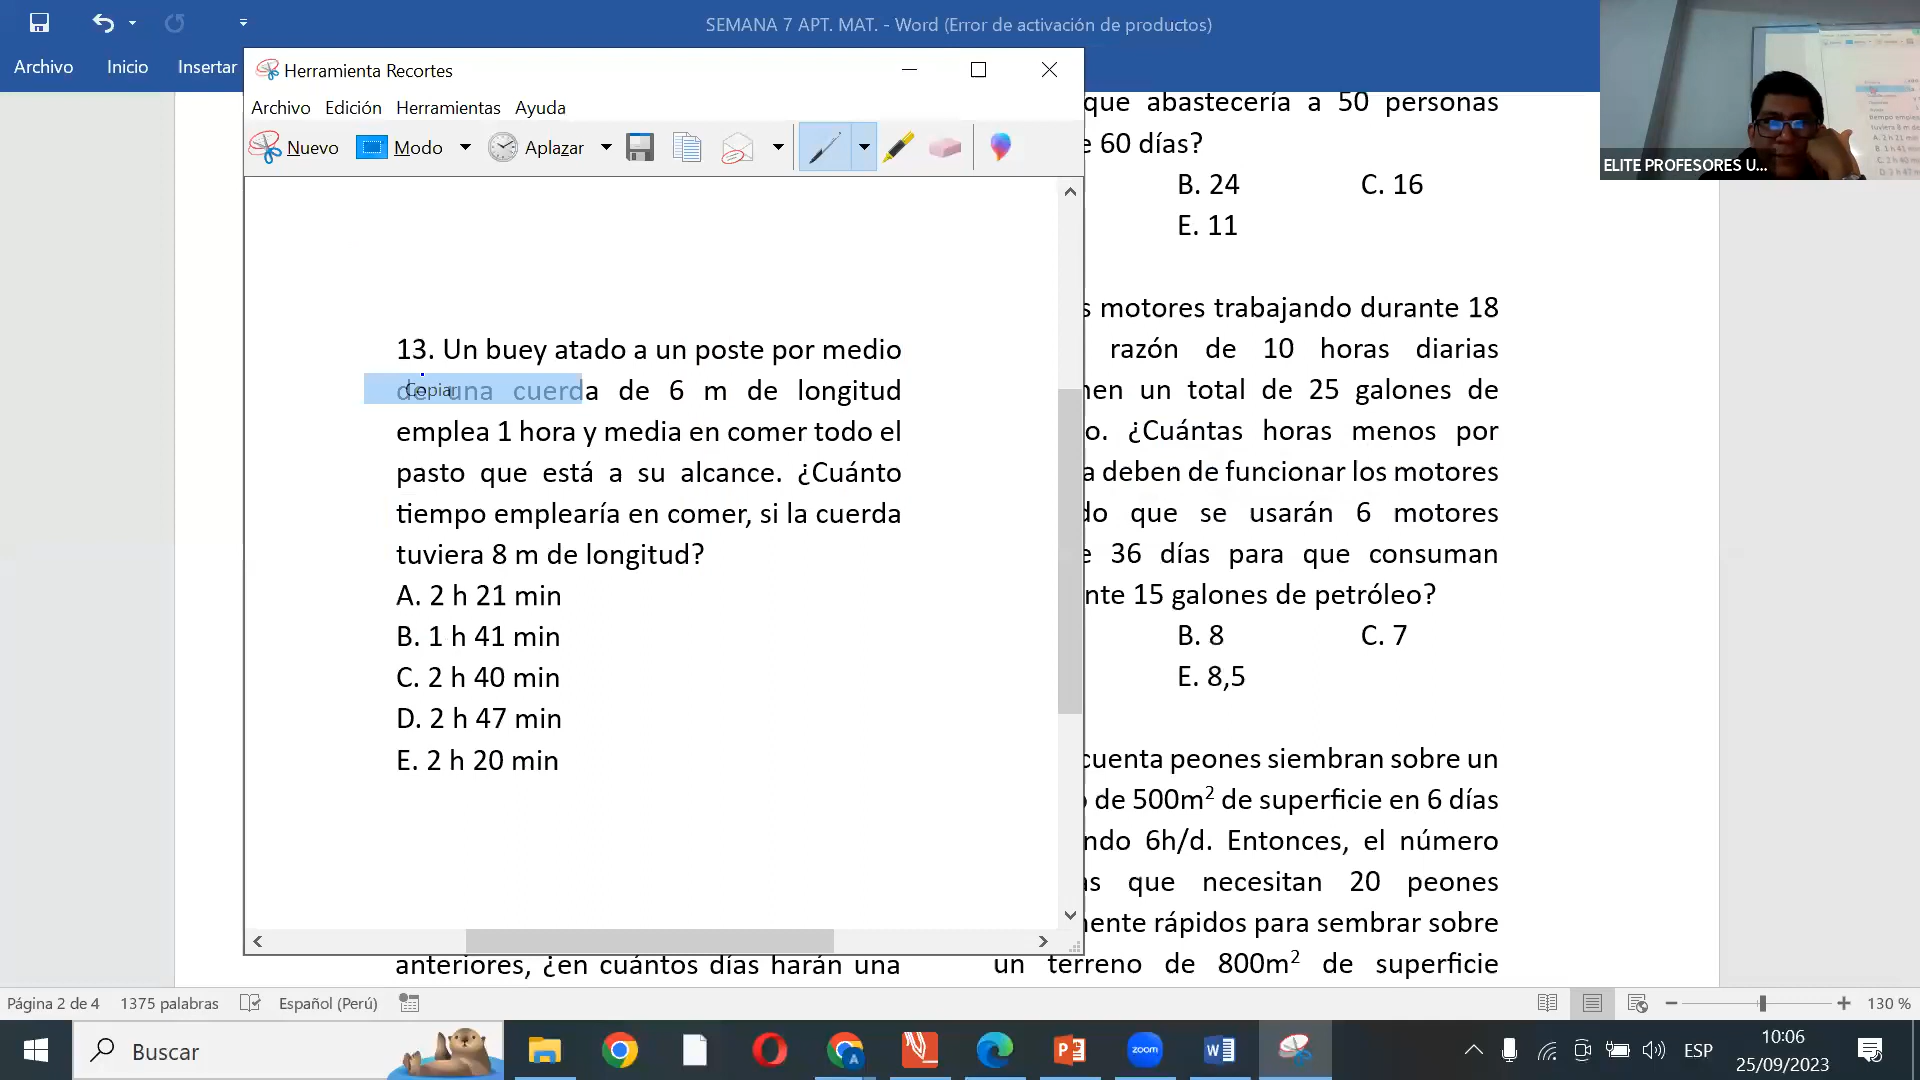 SEMANA 7 APT. MAT. - Word (Error de activación de productos)
Archivo Inicio Insertar
Herramienta Recortes
Archivo Edición Herramientas Ayuda
Nuevo Modo Aplazar
13. Un buey atado a un poste por medio
de una cuerda de 6 m de longitud
Copiar
emplea 1 hora y media en comer todo el
pasto que está a su alcance. ¿Cuánto
tiempo emplearía en comer, si la cuerda
tuviera 8 m de longitud?
A. 2 h 21 min
B. 1 h 41 min
C. 2 h 40 min
D. 2 h 47 min
E. 2 h 20 min
anteriores, ¿en cuántos días harán una
que abastecería a 50 personas
60 días?
B. 24 C. 16
E. 11
motores trabajando durante 18
razón de 10 horas diarias
un total de 25 galones de
¿Cuántas horas menos por
deben de funcionar los motores
que se usarán 6 motores
36 días para que consuman
15 galones de petróleo?
B. 8 C. 7
E. 8,5
peones siembran sobre un
de 500m² de superficie en 6 días
6h/d. Entonces, el número
que necesitan 20 peones
rápidos para sembrar sobre
un terreno de 800m² de superficie
ELITE PROFESORES U...
Página 2 de 4 1375 palabras Español (Perú) 130 %
Buscar
zoom
ESP
10:06
25/09/2023